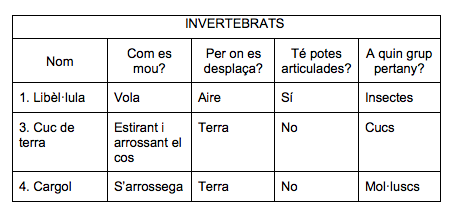 INVERTEBRATS
Nom
Com es
mou?
Per on es
desplaça?
Té potes
articulades?
A quin grup
pertany?
1. Libèl·lula
Vola
Aire
Sí
Insectes
3. Cuc de
terra
Estirant i
arrossant el
cos
Terra
No
Cucs
4. Cargol
S’arrossega
Terra
No
Mol·luscs